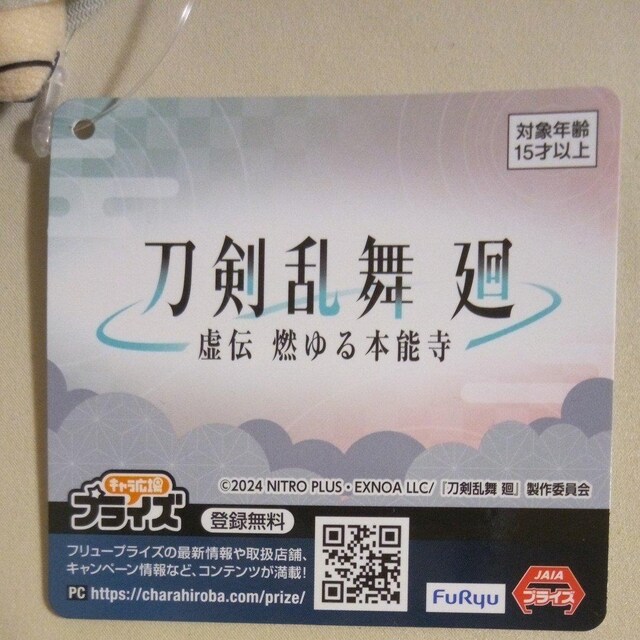 対象年齢
15才以上
刀剣乱舞 廻
虚伝 燃ゆる本能寺
©2024 NITRO PLUS・EXNOA LLC/『刀剣乱舞 廻』製作委員会
キャラ広場
プライズ
登録無料
フリュープライズの最新情報や取扱店舗、
キャンペーン情報など、コンテンツが満載!
PC https://charahiroba.com/prize/
FuRyu
JAIA
プライズ